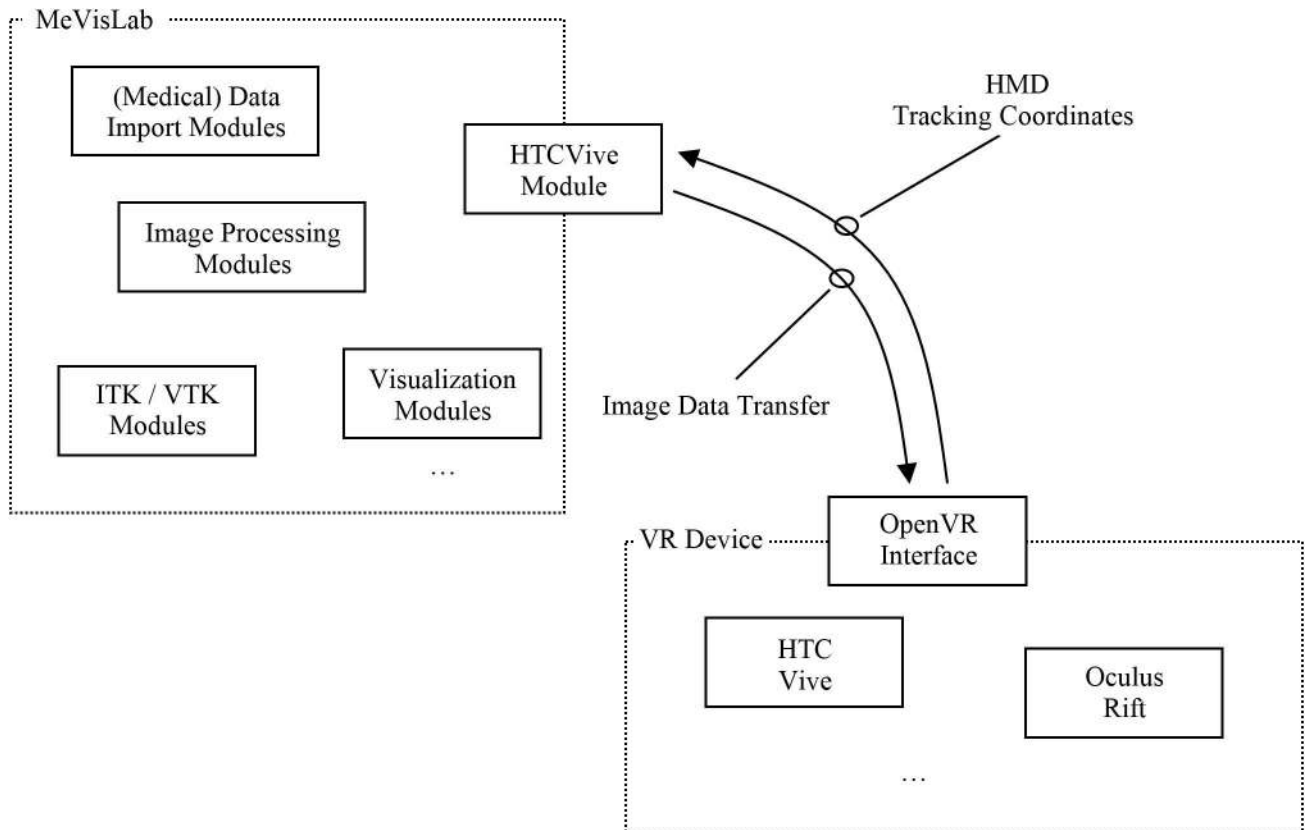 MeVisLab
(Medical) Data
Import Modules
HTCVive
Module
Image Processing
Modules
ITK / VTK
Modules
Visualization
Modules
…
HMD
Tracking Coordinates
Image Data Transfer
VR Device
OpenVR
Interface
HTC
Vive
Oculus
Rift
…